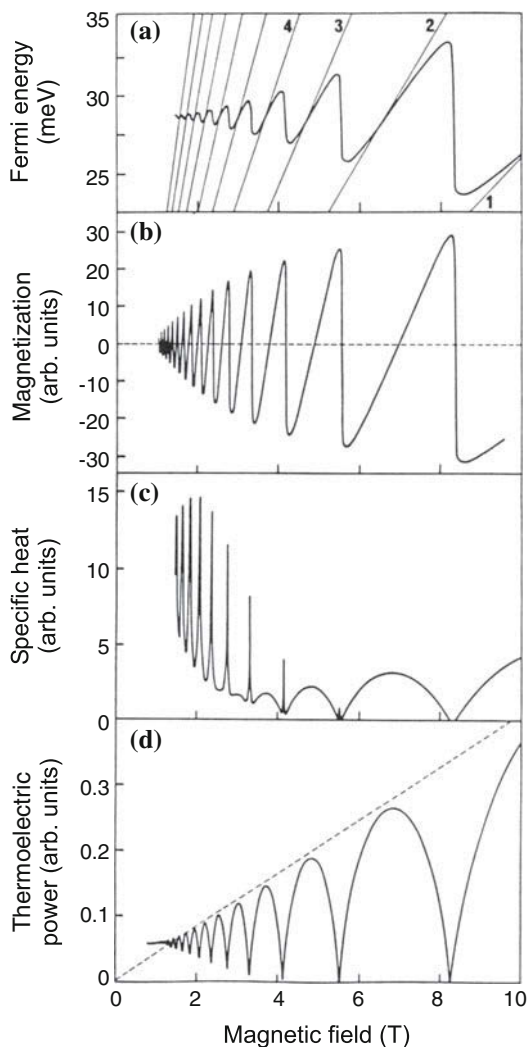 (a)
4
3
2
1
35
30
25
Fermi energy
(meV)
(b)
30
20
10
0
-10
-20
-30
Magnetization
(arb. units)
(c)
15
10
5
0
Specific heat
(arb. units)
(d)
0.3
0.2
0.1
0
Thermoelectric
power (arb. units)
0
2
4
6
8
10
Magnetic field (T)